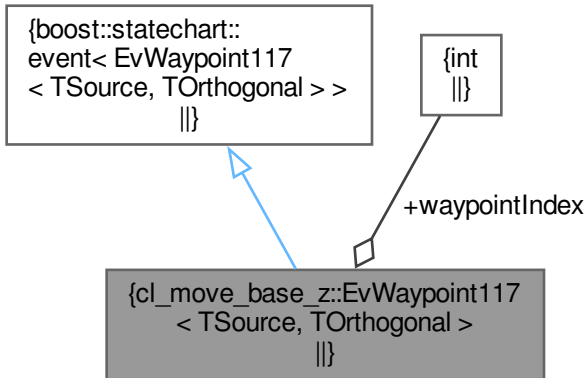 {boost::statechart::
event< EvWaypoint117
< TSource, TOrthogonal > >
||}
{int
||}
+waypointIndex
{cl_move_base_z::EvWaypoint117
< TSource, TOrthogonal >
||}